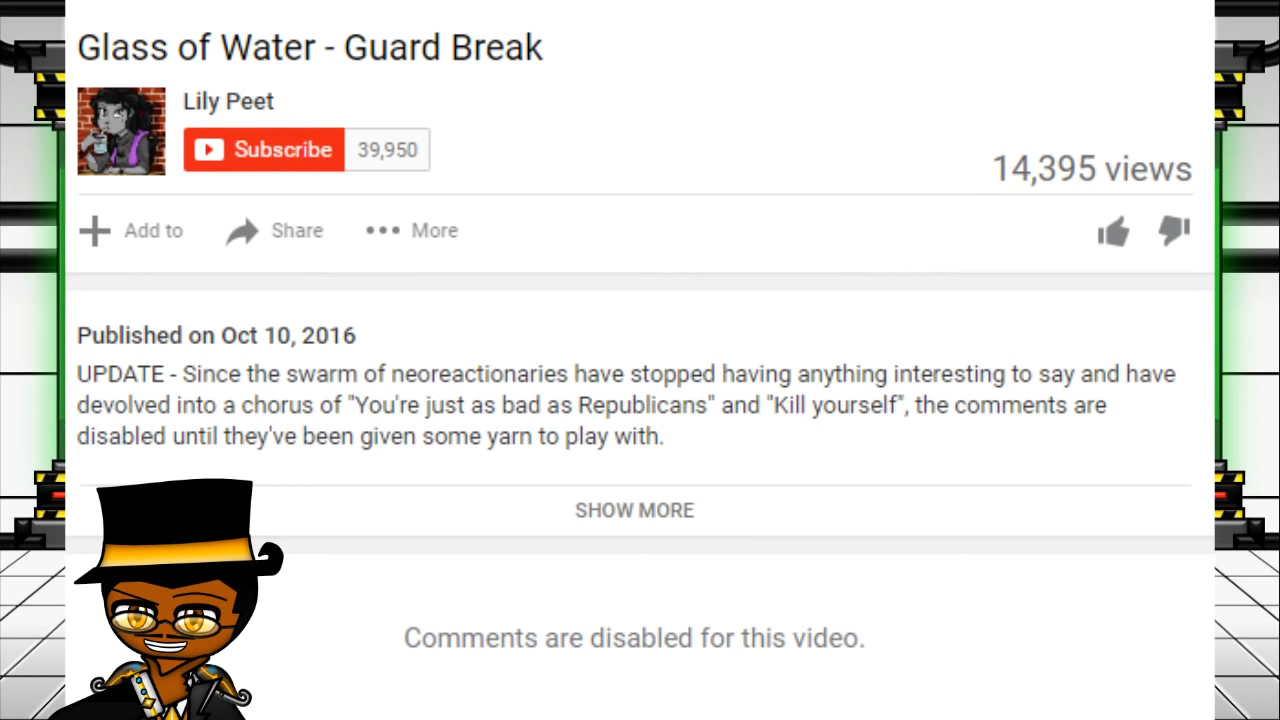 Glass of Water - Guard Break
Lily Peet
Subscribe 39,950
14,395 views
Add to Share More
Published on Oct 10, 2016
UPDATE - Since the swarm of neoreactionaries have stopped having anything interesting to say and have
devolved into a chorus of "You're just as bad as Republicans" and "Kill yourself", the comments are
disabled until they've been given some yarn to play with.
SHOW MORE
Comments are disabled for this video.